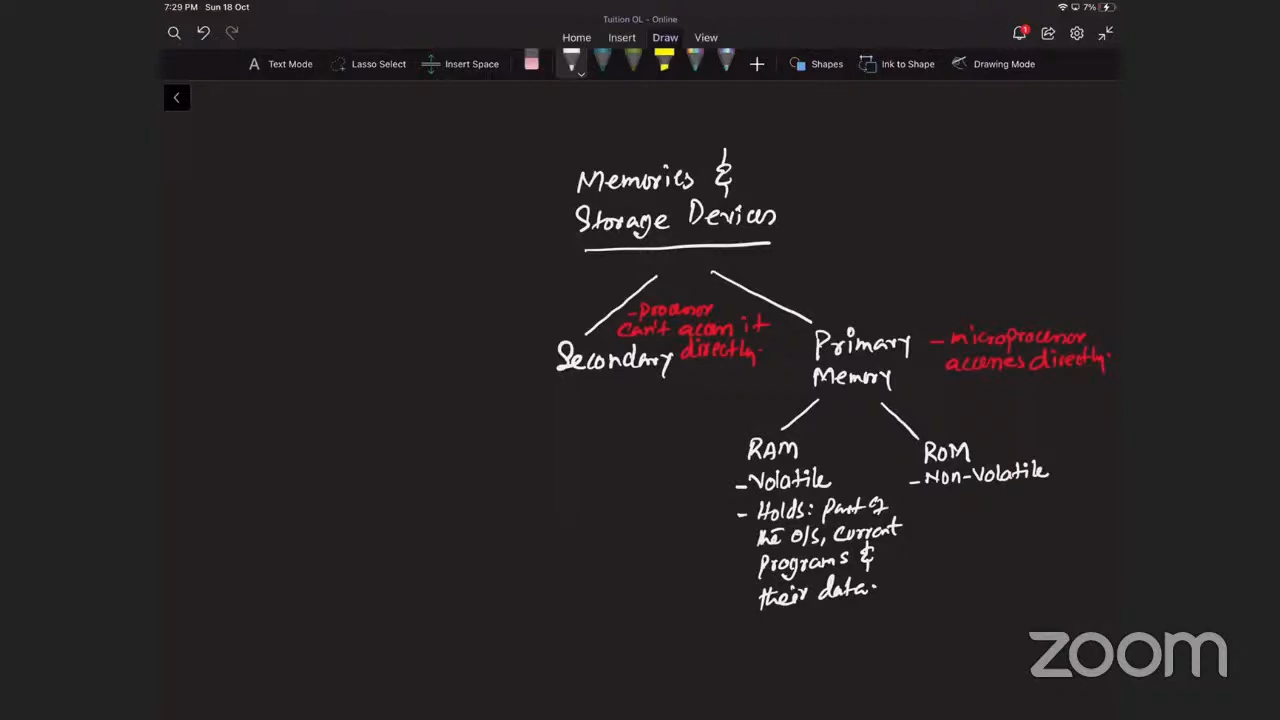 7:29 PM Sun 18 Oct
7%
Tuition OL - Online
Home Insert Draw View
1
Text Mode Lasso Select Insert Space Shapes Ink to Shape Drawing Mode
Memories &
Storage Devices
- processor
can't access it
directly.
Secondary
Primary
Memory
- microprocessor
accesses directly.
RAM
- Volatile
- Holds: Part of
the O/S, current
programs &
their data.
ROM
- Non-Volatile
zoom